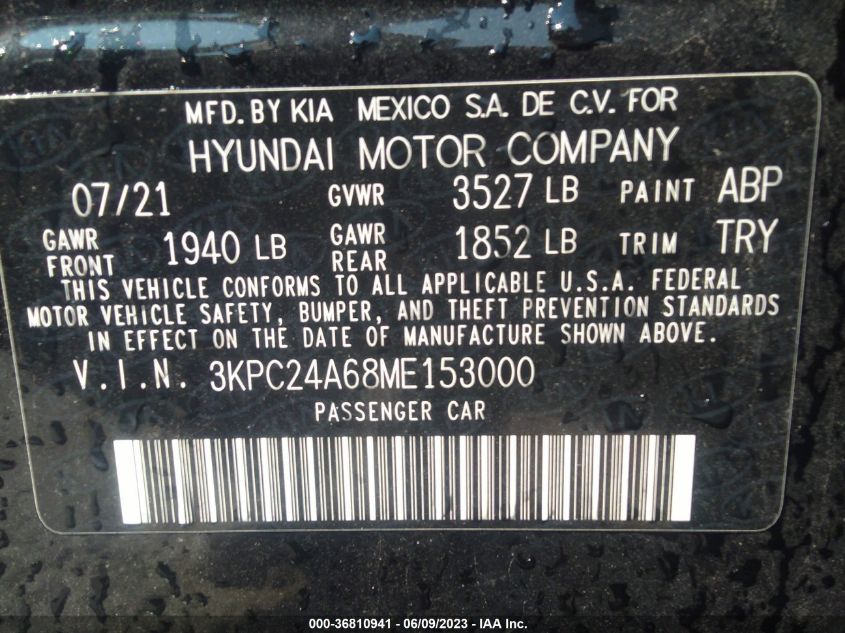 MFD. BY KIA MEXICO S.A. DE C.V. FOR
HYUNDAI MOTOR COMPANY
07/21 GVWR 3527 LB PAINT ABP
GAWR FRONT 1940 LB GAWR REAR 1852 LB TRIM TRY
THIS VEHICLE CONFORMS TO ALL APPLICABLE U.S.A. FEDERAL
MOTOR VEHICLE SAFETY, BUMPER, AND THEFT PREVENTION STANDARDS
IN EFFECT ON THE DATE OF MANUFACTURE SHOWN ABOVE.
V.I.N. 3KPC24A68ME153000
PASSENGER CAR
000-36810941 - 06/09/2023 - IAA Inc.